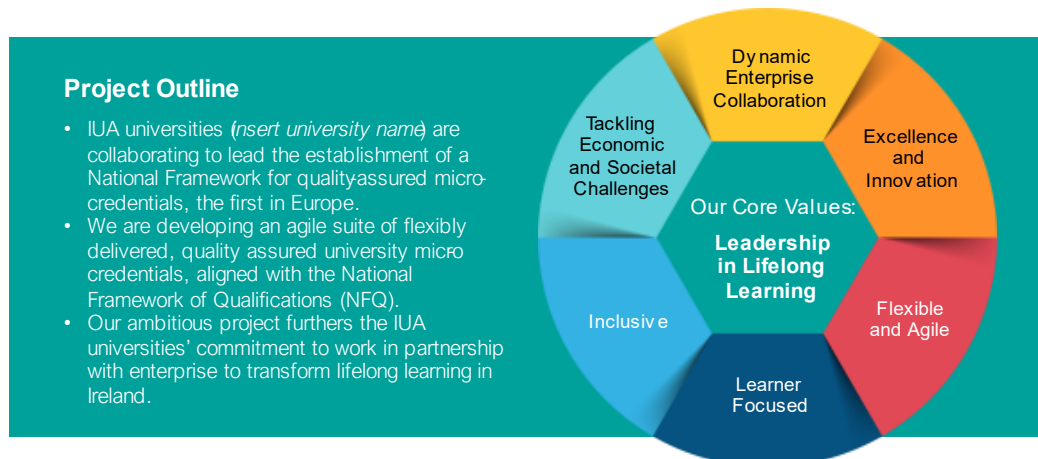 Project Outline
• IUA universities (insert university name) are
collaborating to lead the establishment of a
National Framework for quality-assured micro-
credentials, the first in Europe.
• We are developing an agile suite of flexibly
delivered, quality assured university micro
credentials, aligned with the National
Framework of Qualifications (NFQ).
• Our ambitious project furthers the IUA
universities' commitment to work in partnership
with enterprise to transform lifelong learning in
Ireland.
Dynamic
Enterprise
Collaboration
Excellence
and
Innovation
Flexible
and Agile
Learner
Focused
Inclusive
Tackling
Economic
and Societal
Challenges
Our Core Values:
Leadership
in Lifelong
Learning